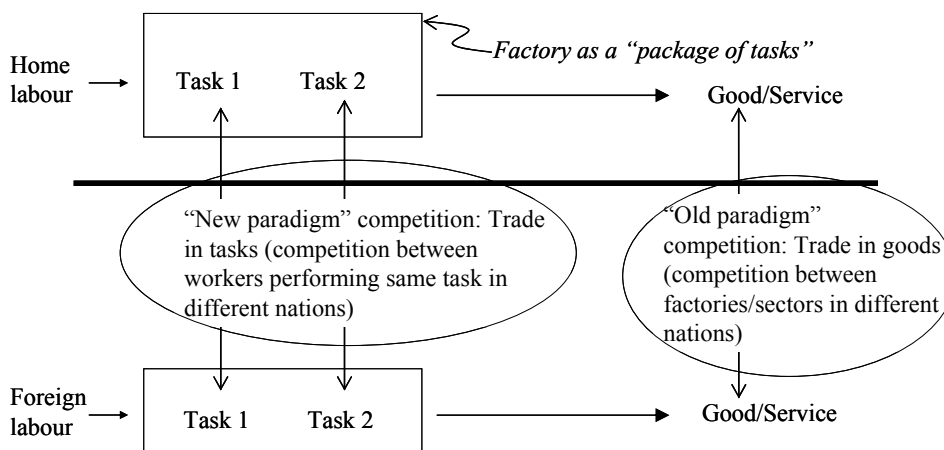 Factory as a “package of tasks”
Home
labour
Task 1
Task 2
Good/Service
“New paradigm” competition: Trade
in tasks (competition between
workers performing same task in
different nations)
“Old paradigm”
competition: Trade in goods
(competition between
factories/sectors in different
nations)
Foreign
labour
Task 1
Task 2
Good/Service